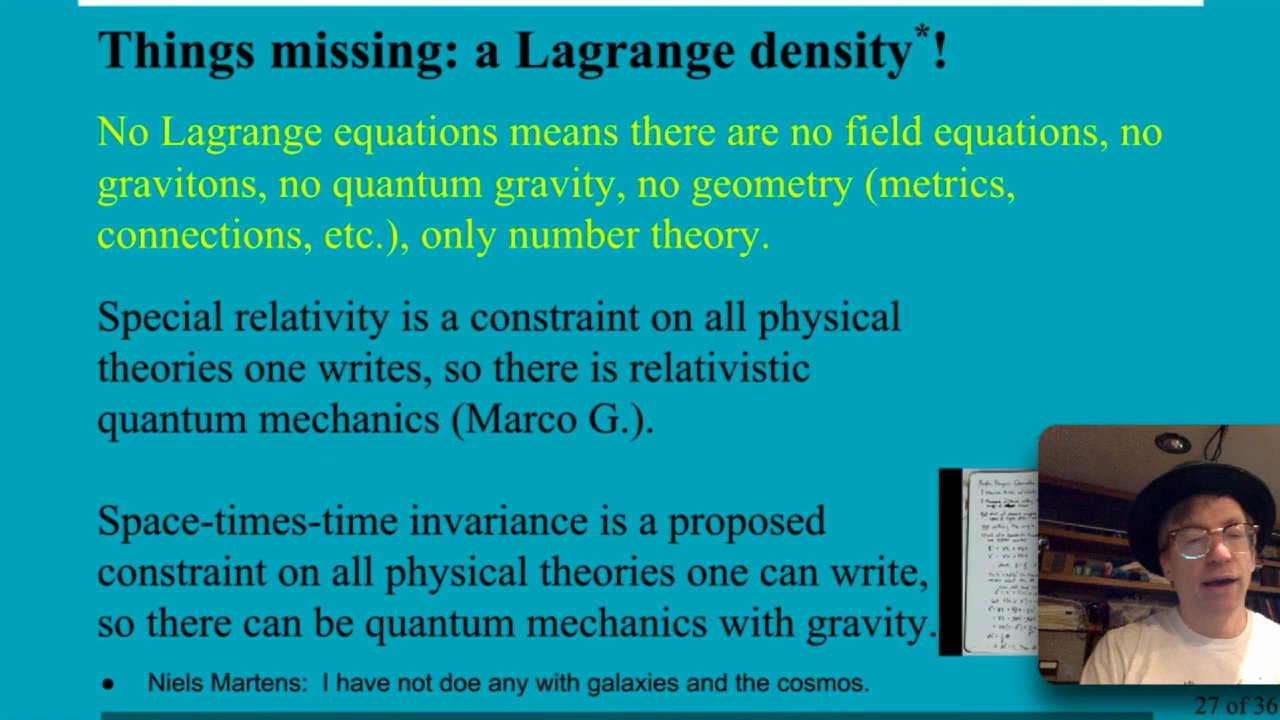 Things missing: a Lagrange density*!
No Lagrange equations means there are no field equations, no
gravitons, no quantum gravity, no geometry (metrics,
connections, etc.), only number theory.
Special relativity is a constraint on all physical
theories one writes, so there is relativistic
quantum mechanics (Marco G.).
Space-times-time invariance is a proposed
constraint on all physical theories one can write,
so there can be quantum mechanics with gravity.
● Niels Martens: I have not doe any with galaxies and the cosmos.
27 of 36